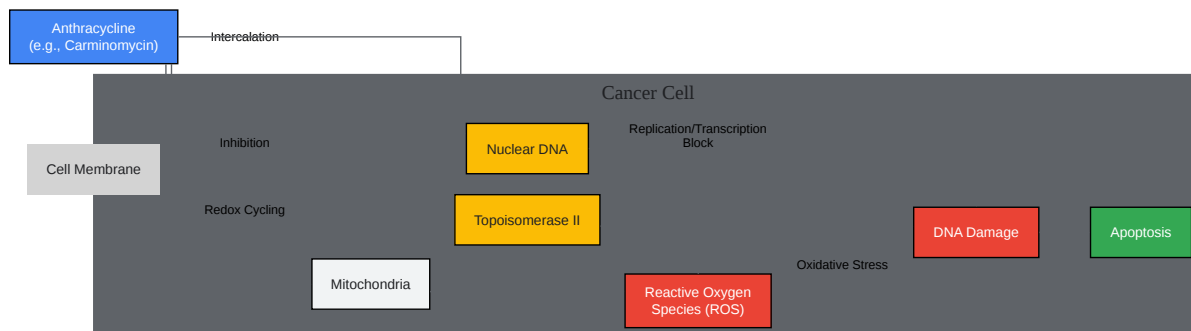 Anthracycline
(e.g., Carminomycin)
Intercalation
Cancer Cell
Inhibition
Nuclear DNA
Replication/Transcription
Block
Cell Membrane
Redox Cycling
Topoisomerase II
DNA Damage
Apoptosis
Oxidative Stress
Mitochondria
Reactive Oxygen
Species (ROS)